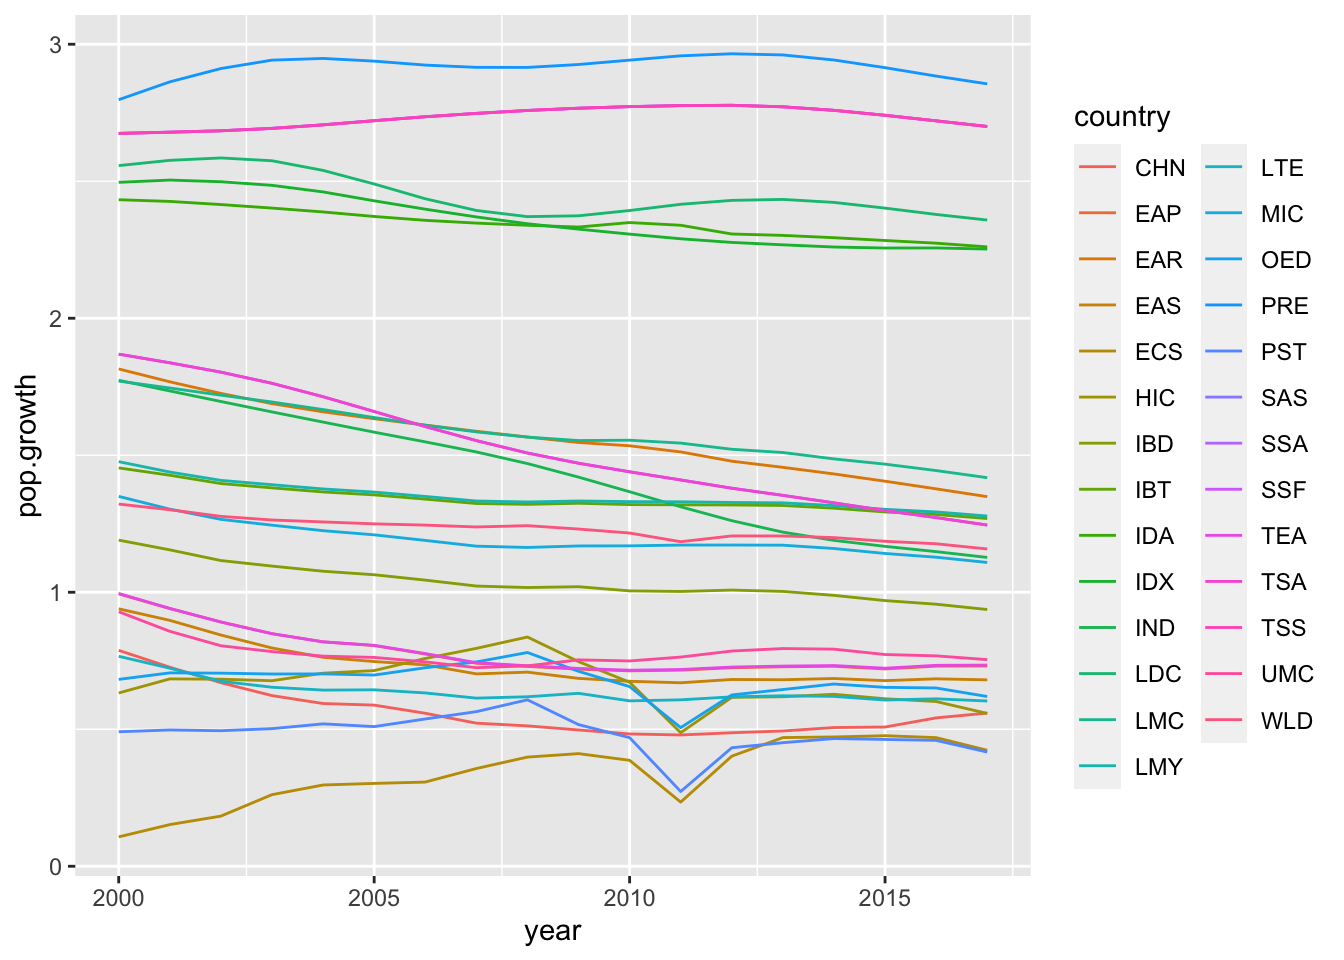 3
2
1
0
pop.growth
2000 2005 2010 2015
year
country
CHN
EAP
EAR
EAS
ECS
HIC
IBD
IBT
IDA
IDX
IND
LDC
LMC
LMY
LTE
MIC
OED
PRE
PST
SAS
SSA
SSF
TEA
TSA
TSS
UMC
WLD